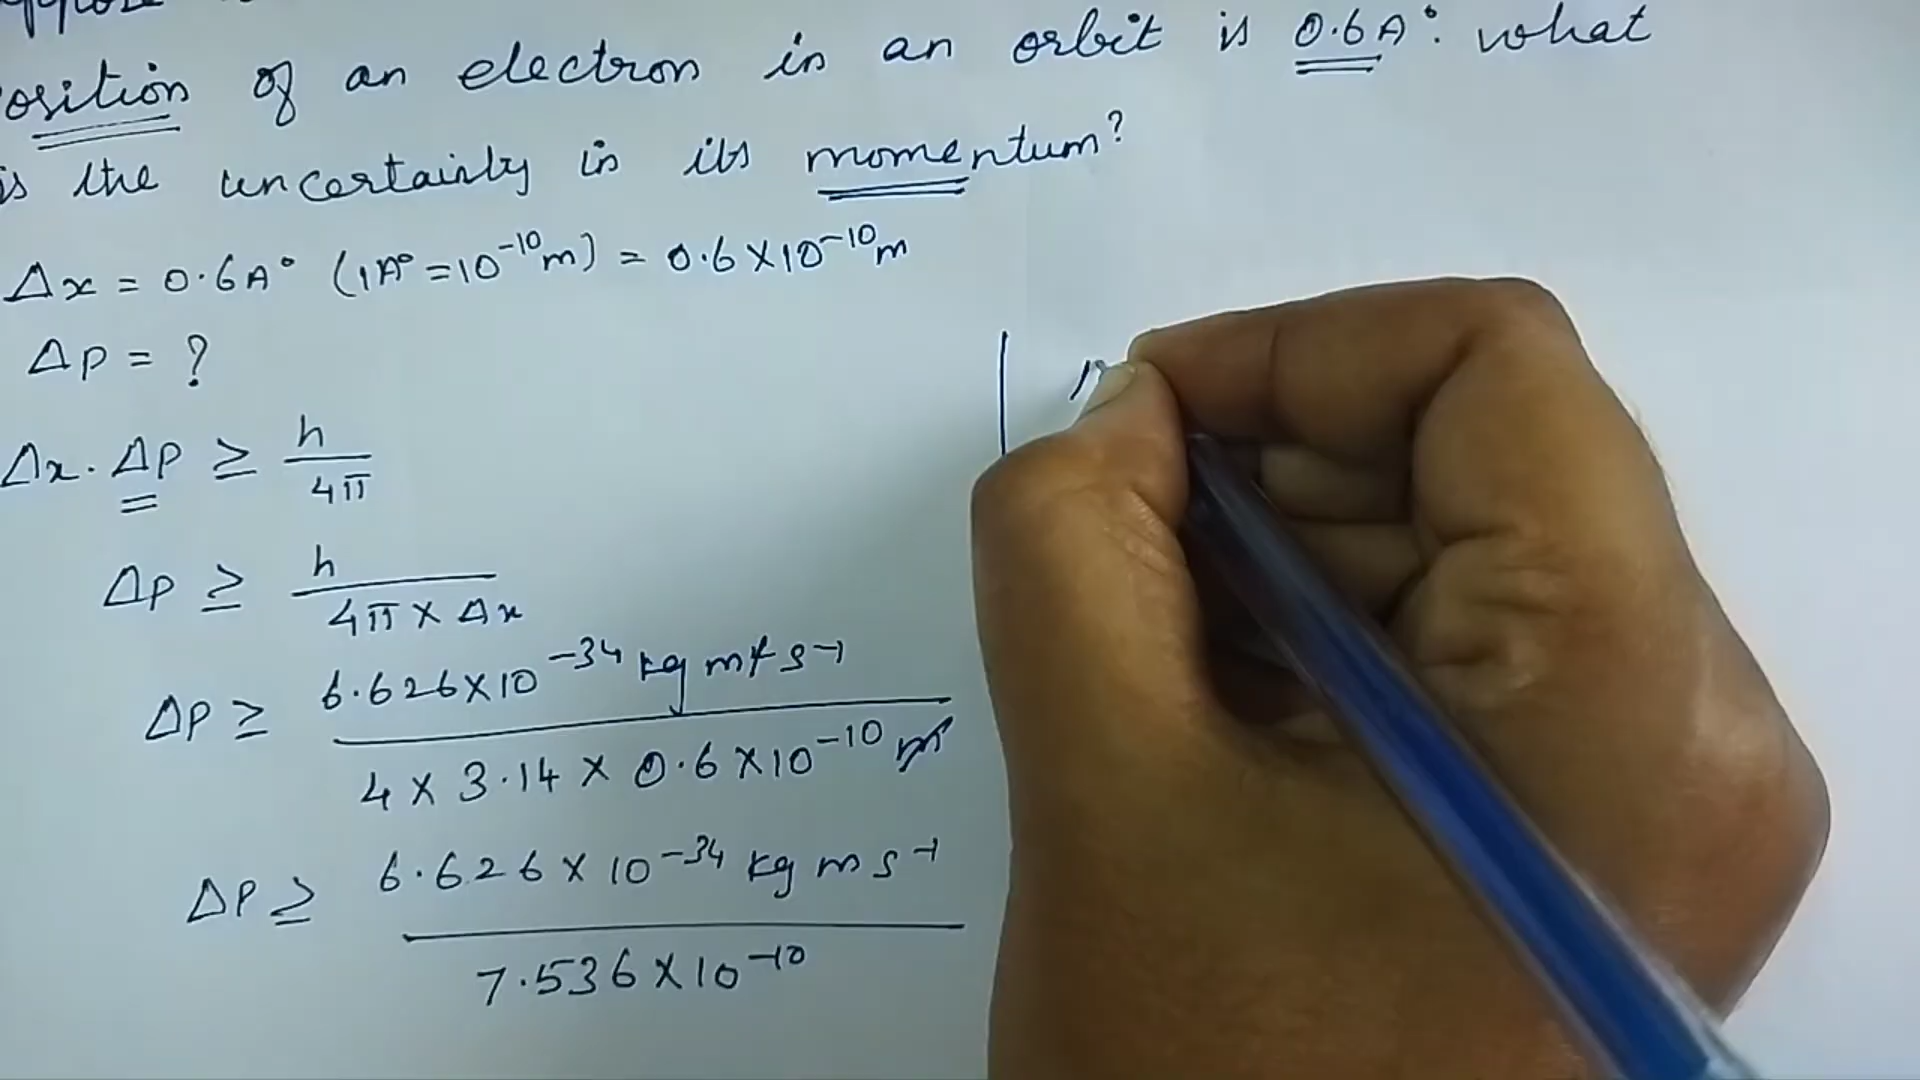 osition of an electron in an orbit is 0.6A°. what
is the uncertainty in its momentum?
Δx = 0.6A° (1A° = 10⁻¹⁰m) = 0.6 × 10⁻¹⁰m
ΔP = ?
Δx . ΔP ≥ h / 4π
ΔP ≥ h / 4π × Δx
ΔP ≥ 6.626 × 10⁻³⁴ kg m² s⁻¹ / 4 × 3.14 × 0.6 × 10⁻¹⁰ m
ΔP ≥ 6.626 × 10⁻³⁴ kg m s⁻¹ / 7.536 × 10⁻¹⁰